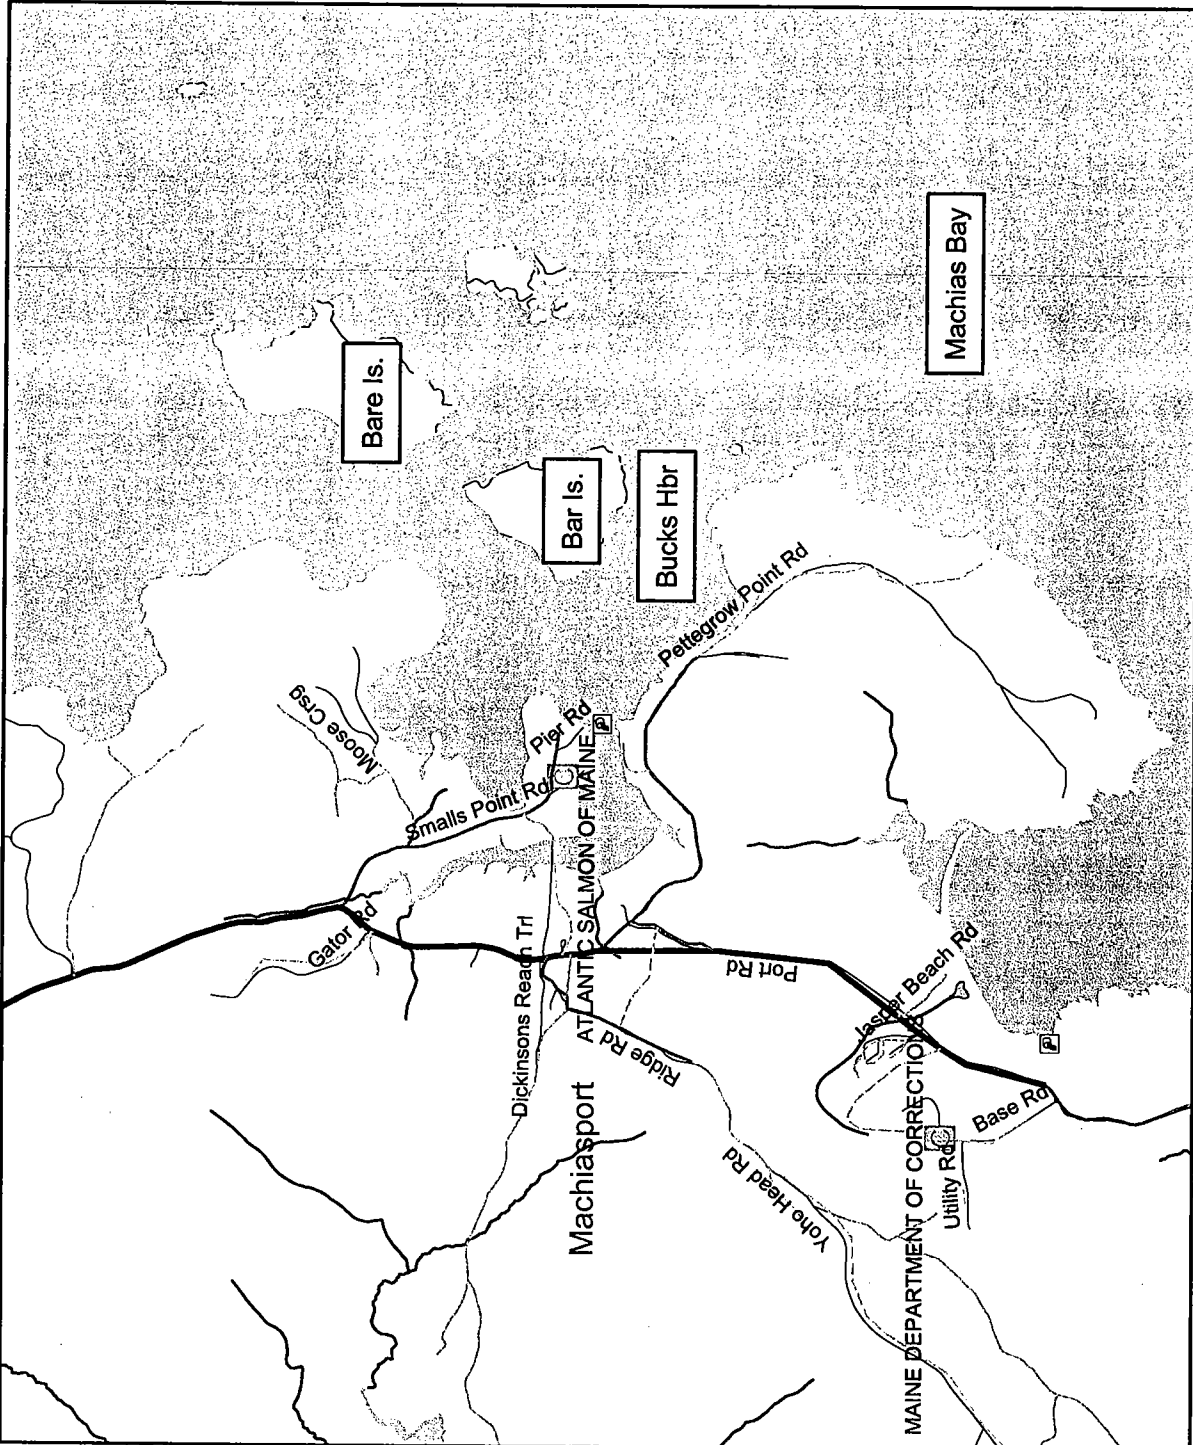 Bare Is.
Bar Is.
Bucks Hbr
Machias Bay
Moose Crsg
Smalls Point Rd
Pier Rd
Pettegrow Point Rd
Gator Rd
Dickinsons Reach Trl
ATLANTIC SALMON OF MAINE
Port Rd
Ridge Rd
Jasper Beach Rd
Machiasport
Yoho Head Rd
MAINE DEPARTMENT OF CORRECTIONS
Base Rd
Utility Rd
C
P
C
P